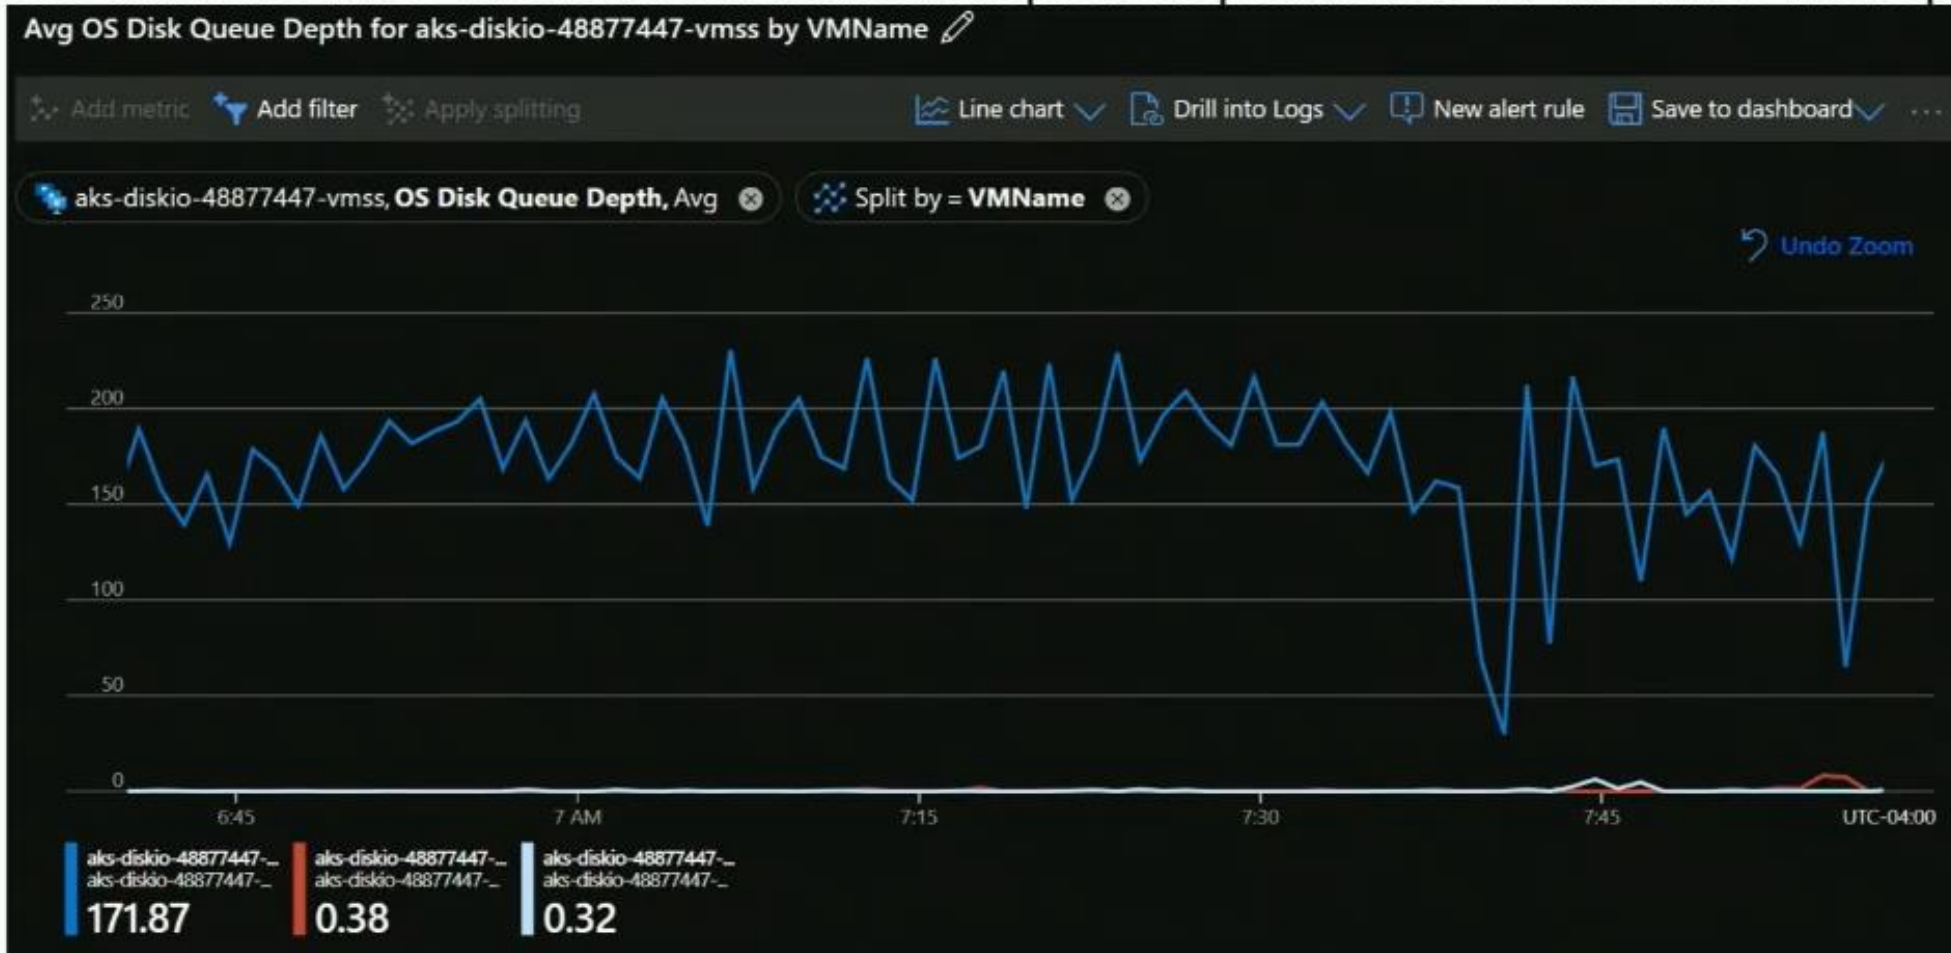 Avg OS Disk Queue Depth for aks-diskio-48877447-vmss by VMName
Add metric Add filter Apply splitting Line chart Drill into Logs New alert rule Save to dashboard ...
aks-diskio-48877447-vmss, OS Disk Queue Depth, Avg Split by = VMName
Undo Zoom
250
200
150
100
50
0
6:45 7 AM 7:15 7:30 7:45 UTC-04:00
aks-diskio-48877447-... aks-diskio-48877447-... aks-diskio-48877447-...
aks-diskio-48877447-... aks-diskio-48877447-... aks-diskio-48877447-...
171.87 0.38 0.32